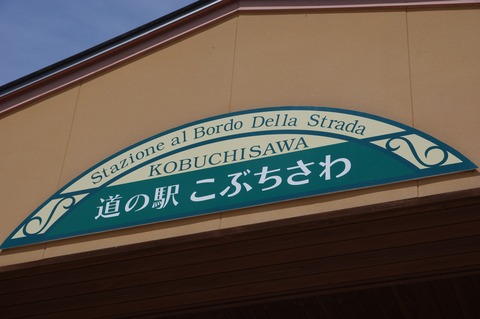 Stazione al Bordo Della Strada
KOBUCHISAWA
道の駅 こぶちさわ